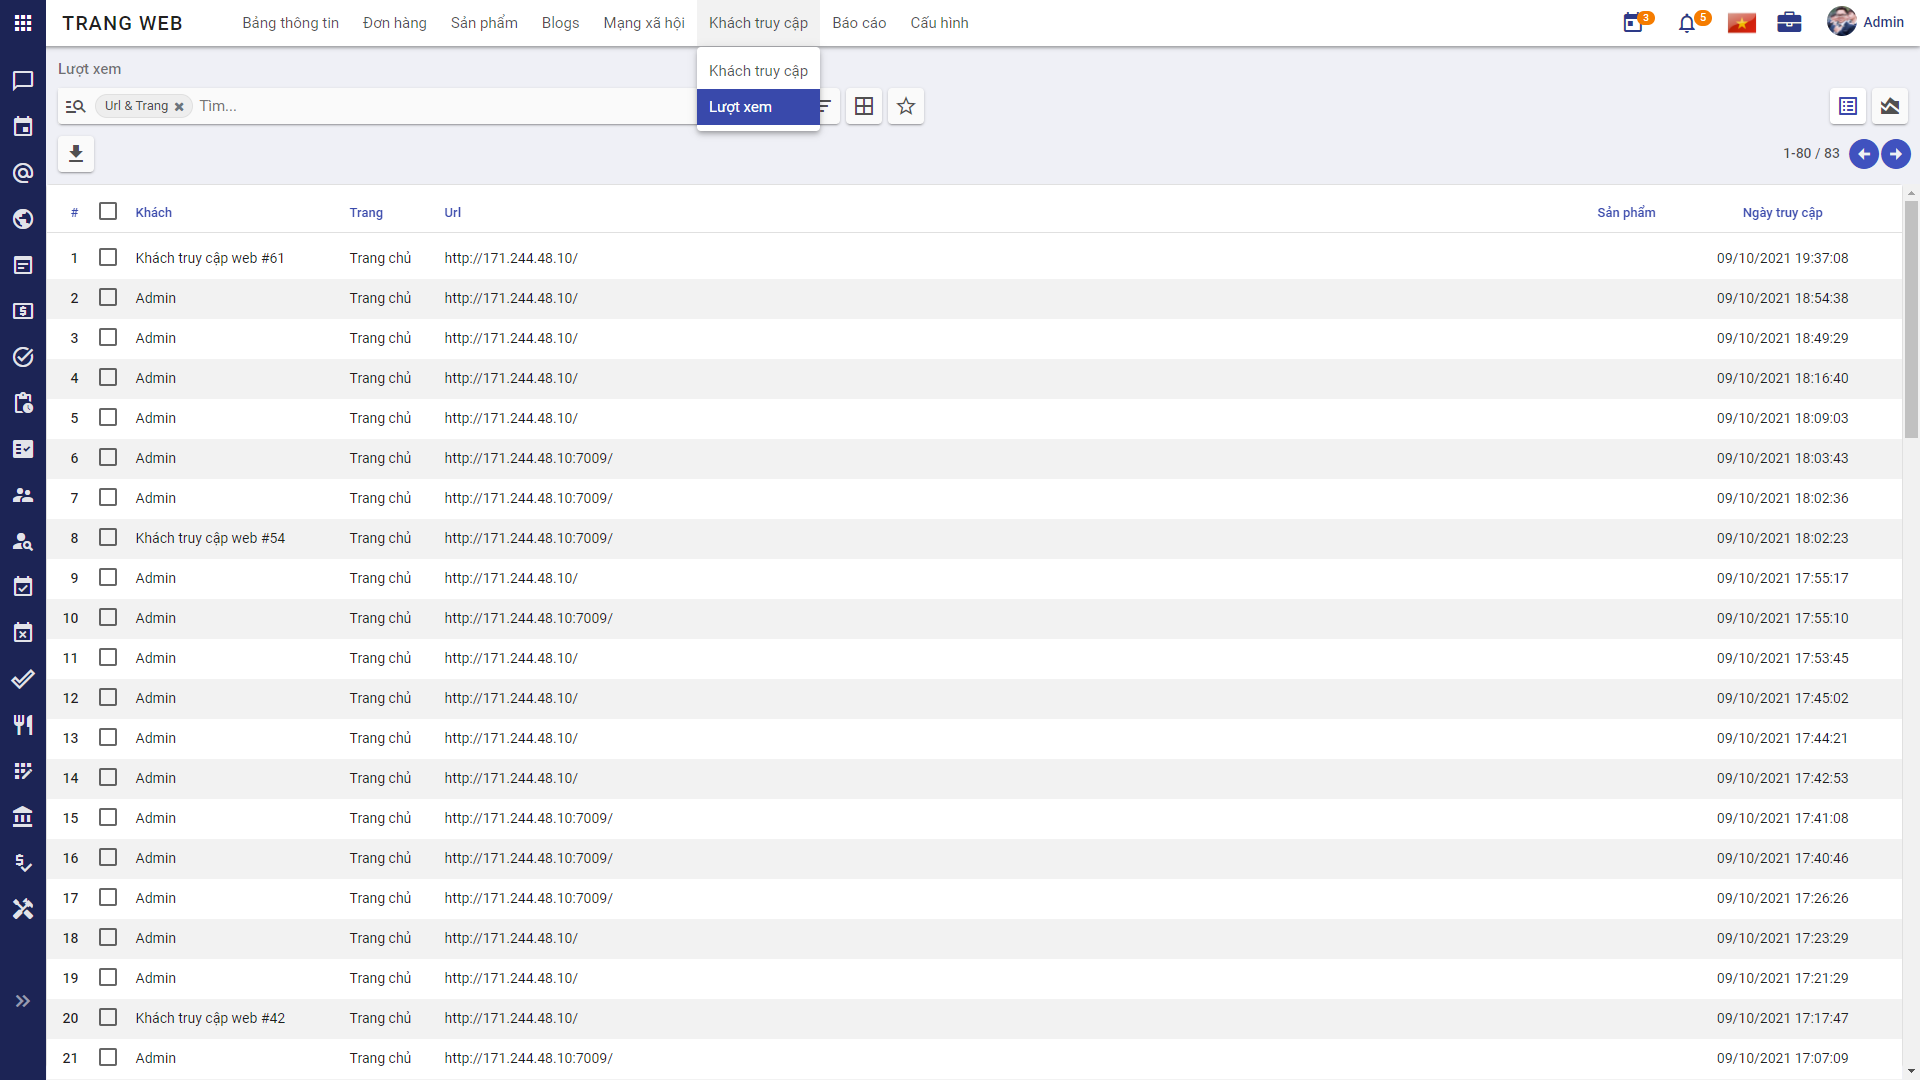 TRANG WEB Bảng thông tin Đơn hàng Sản phẩm Blogs Mạng xã hội Khách truy cập Báo cáo Cấu hình 3 5 Admin
Lượt xem
Khách truy cập
Lượt xem
Url & Trang Tìm...
1-80 / 83
# Khách Trang Url Sản phẩm Ngày truy cập
1 Khách truy cập web #61 Trang chủ http://171.244.48.10/ 09/10/2021 19:37:08
2 Admin Trang chủ http://171.244.48.10/ 09/10/2021 18:54:38
3 Admin Trang chủ http://171.244.48.10/ 09/10/2021 18:49:29
4 Admin Trang chủ http://171.244.48.10/ 09/10/2021 18:16:40
5 Admin Trang chủ http://171.244.48.10/ 09/10/2021 18:09:03
6 Admin Trang chủ http://171.244.48.10:7009/ 09/10/2021 18:03:43
7 Admin Trang chủ http://171.244.48.10:7009/ 09/10/2021 18:02:36
8 Khách truy cập web #54 Trang chủ http://171.244.48.10:7009/ 09/10/2021 18:02:23
9 Admin Trang chủ http://171.244.48.10/ 09/10/2021 17:55:17
10 Admin Trang chủ http://171.244.48.10:7009/ 09/10/2021 17:55:10
11 Admin Trang chủ http://171.244.48.10/ 09/10/2021 17:53:45
12 Admin Trang chủ http://171.244.48.10/ 09/10/2021 17:45:02
13 Admin Trang chủ http://171.244.48.10/ 09/10/2021 17:44:21
14 Admin Trang chủ http://171.244.48.10/ 09/10/2021 17:42:53
15 Admin Trang chủ http://171.244.48.10:7009/ 09/10/2021 17:41:08
16 Admin Trang chủ http://171.244.48.10:7009/ 09/10/2021 17:40:46
17 Admin Trang chủ http://171.244.48.10:7009/ 09/10/2021 17:26:26
18 Admin Trang chủ http://171.244.48.10/ 09/10/2021 17:23:29
19 Admin Trang chủ http://171.244.48.10/ 09/10/2021 17:21:29
20 Khách truy cập web #42 Trang chủ http://171.244.48.10/ 09/10/2021 17:17:47
21 Admin Trang chủ http://171.244.48.10:7009/ 09/10/2021 17:07:09